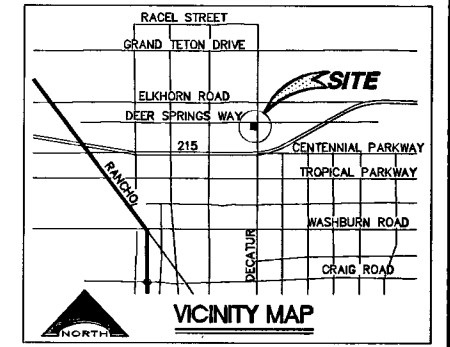 RACEL STREET
GRAND TETON DRIVE
SITE
ELKHORN ROAD
DEER SPRINGS WAY
215
CENTENNIAL PARKWAY
TROPICAL PARKWAY
RANCHO
WASHBURN ROAD
DECATUR
CRAIG ROAD
NORTH
VICINITY MAP